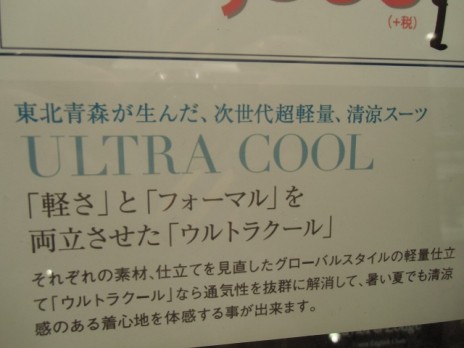 (+税)
東北青森が生んだ、次世代超軽量、清涼スーツ
ULTRA COOL
「軽さ」と「フォーマル」を
両立させた「ウルトラクール」
それぞれの素材、仕立てを見直したグローバルスタイルの軽量仕立
て「ウルトラクール」なら通気性を抜群に解消して、暑い夏でも清涼
感のある着心地を体感する事が出来ます。